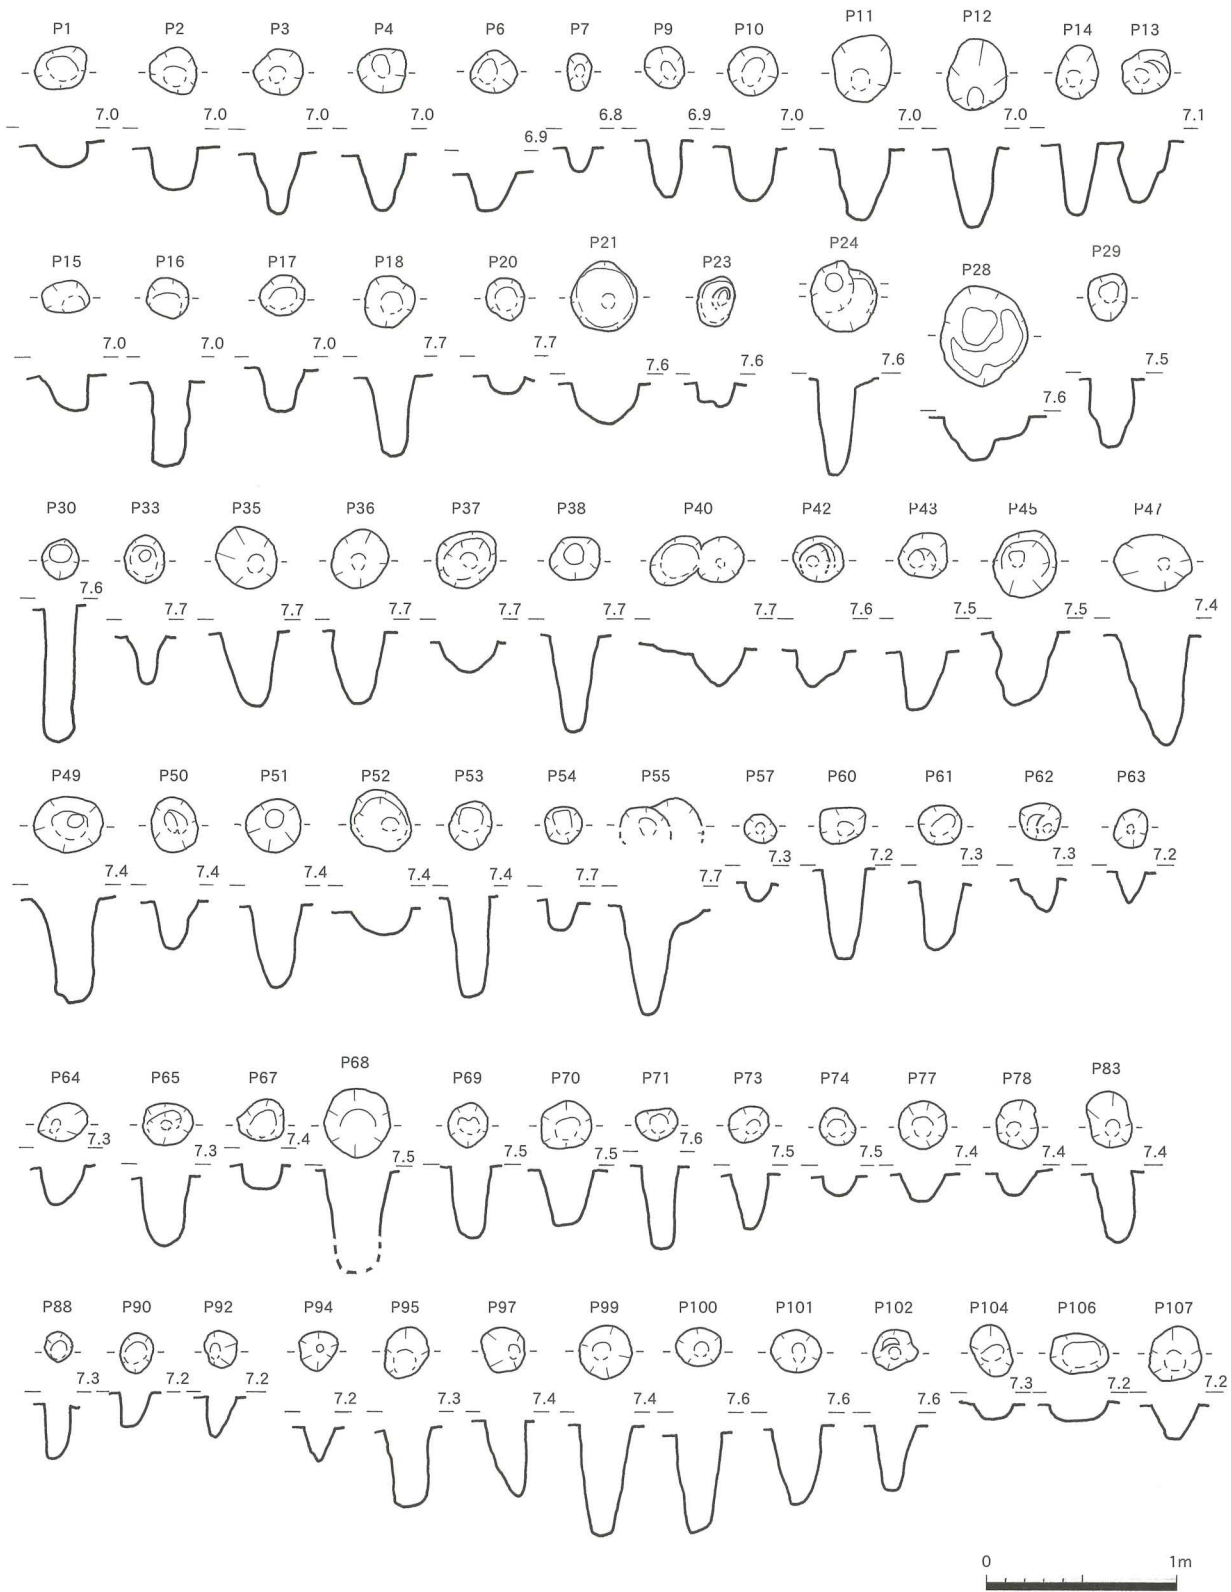 P1 P2 P3 P4 P6 P7 P9 P10 P11 P12 P14 P13
7.0 7.0 7.0 7.0 6.9 6.8 6.9 7.0 7.0 7.0 7.1
P15 P16 P17 P18 P20 P21 P23 P24 P28 P29
7.0 7.0 7.0 7.7 7.7 7.6 7.6 7.6 7.6 7.5
P30 P33 P35 P36 P37 P38 P40 P42 P43 P45 P47
7.6 7.7 7.7 7.7 7.7 7.7 7.7 7.6 7.5 7.5 7.4
P49 P50 P51 P52 P53 P54 P55 P57 P60 P61 P62 P63
7.4 7.4 7.4 7.4 7.4 7.7 7.7 7.3 7.2 7.3 7.3 7.2
P64 P65 P67 P68 P69 P70 P71 P73 P74 P77 P78 P83
7.3 7.3 7.4 7.5 7.5 7.5 7.6 7.5 7.5 7.4 7.4 7.4
P88 P90 P92 P94 P95 P97 P99 P100 P101 P102 P104 P106 P107
7.3 7.2 7.2 7.2 7.3 7.4 7.4 7.6 7.6 7.6 7.3 7.2 7.2
0 1m